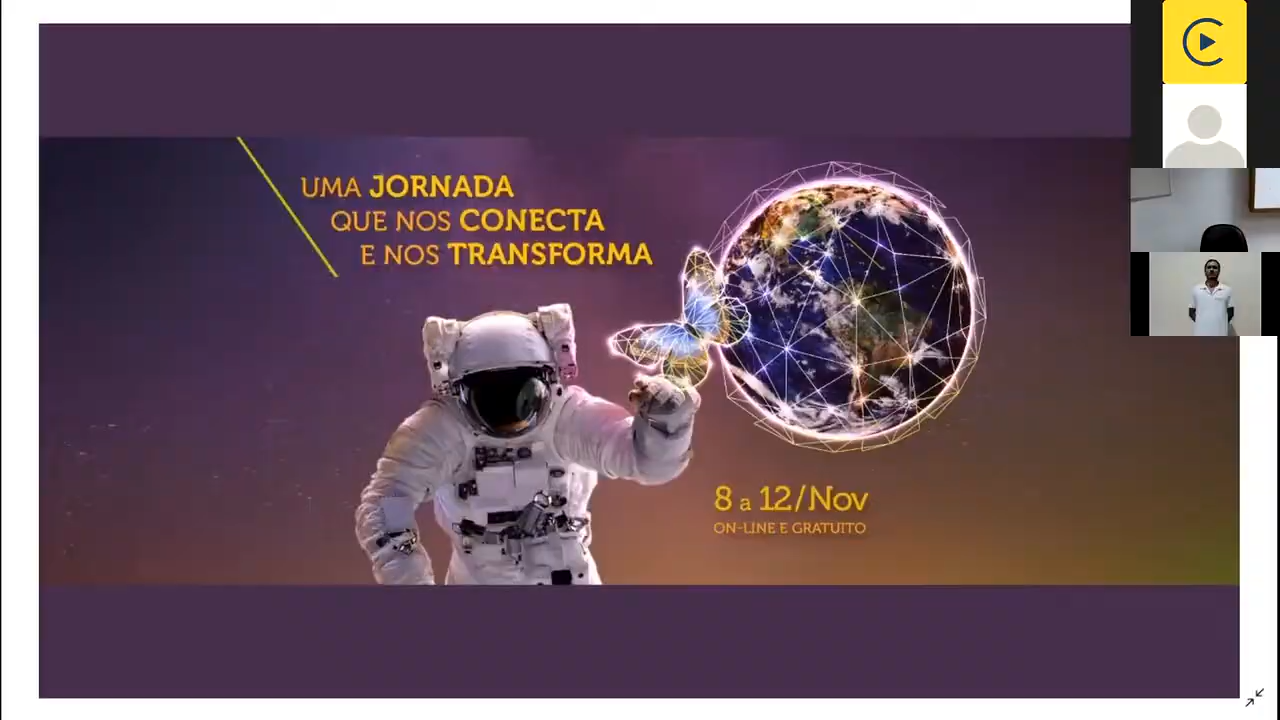 UMA JORNADA
QUE NOS CONECTA
E NOS TRANSFORMA
8 a 12/Nov
ON-LINE E GRATUITO